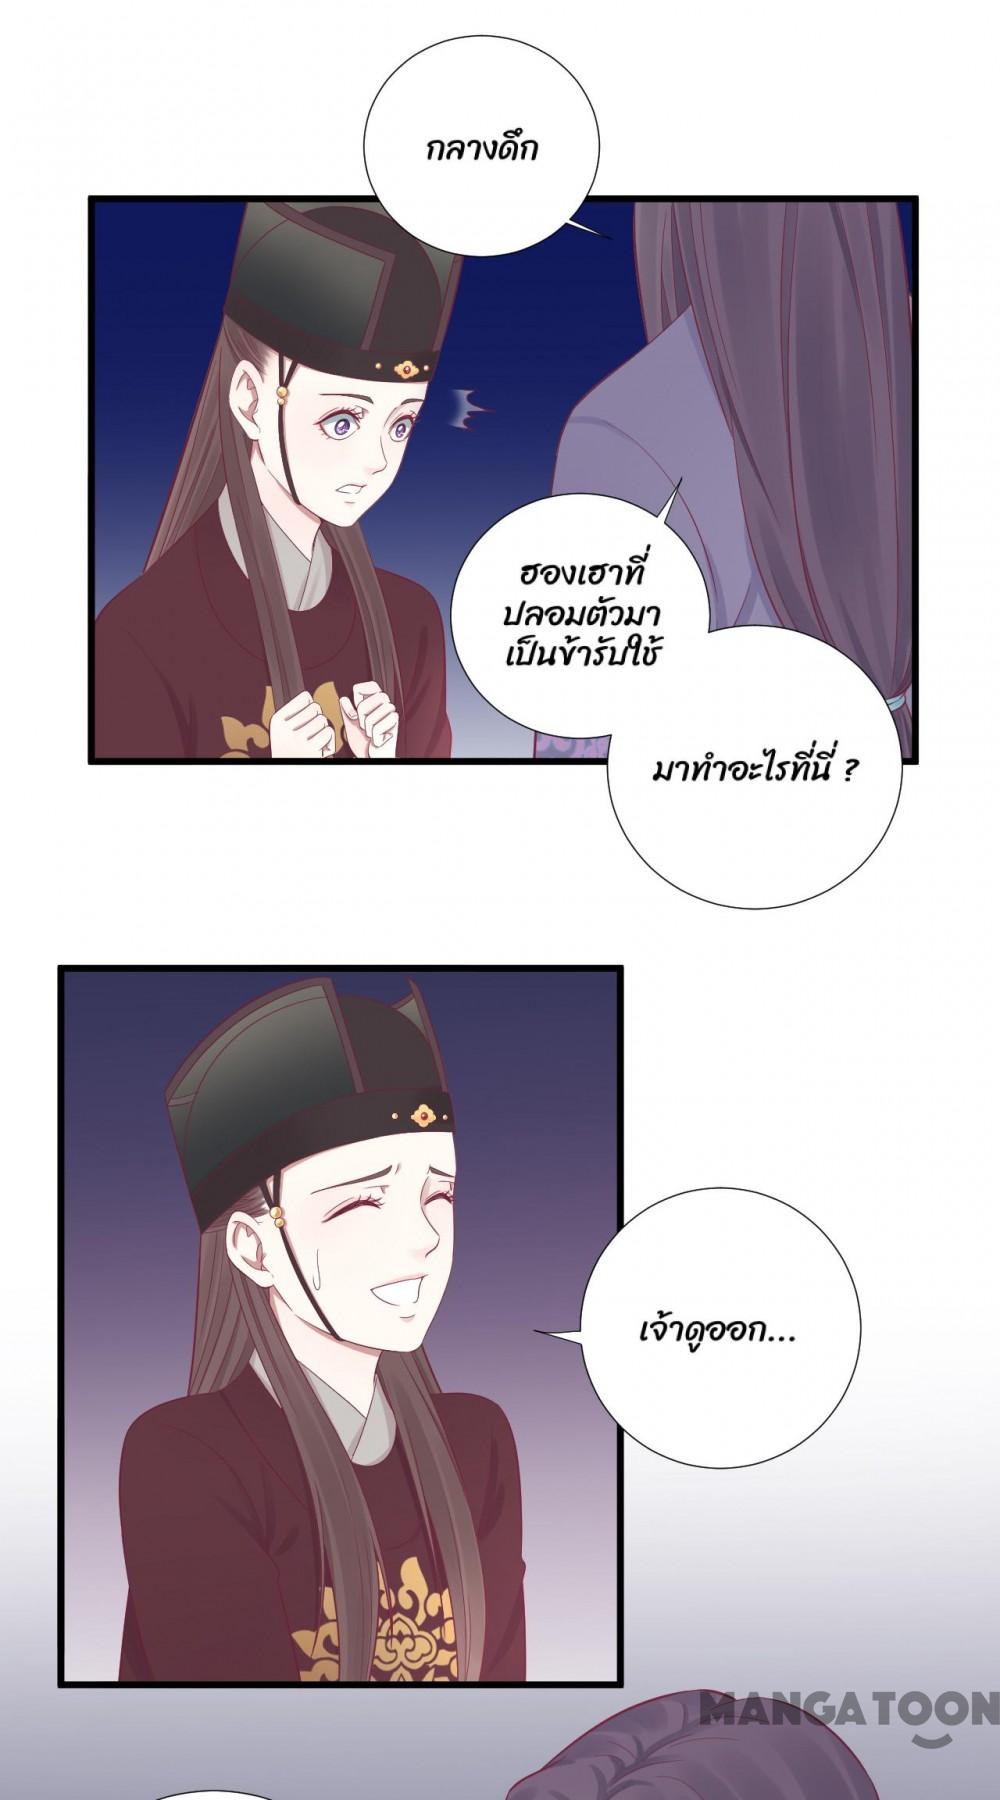 กลางดึก
ฮองเฮาที่
ปลอมตัวมา
เป็นข้ารับใช้
มาทำอะไรที่นี่ ?
เจ้าดูออก...
MANGATOON